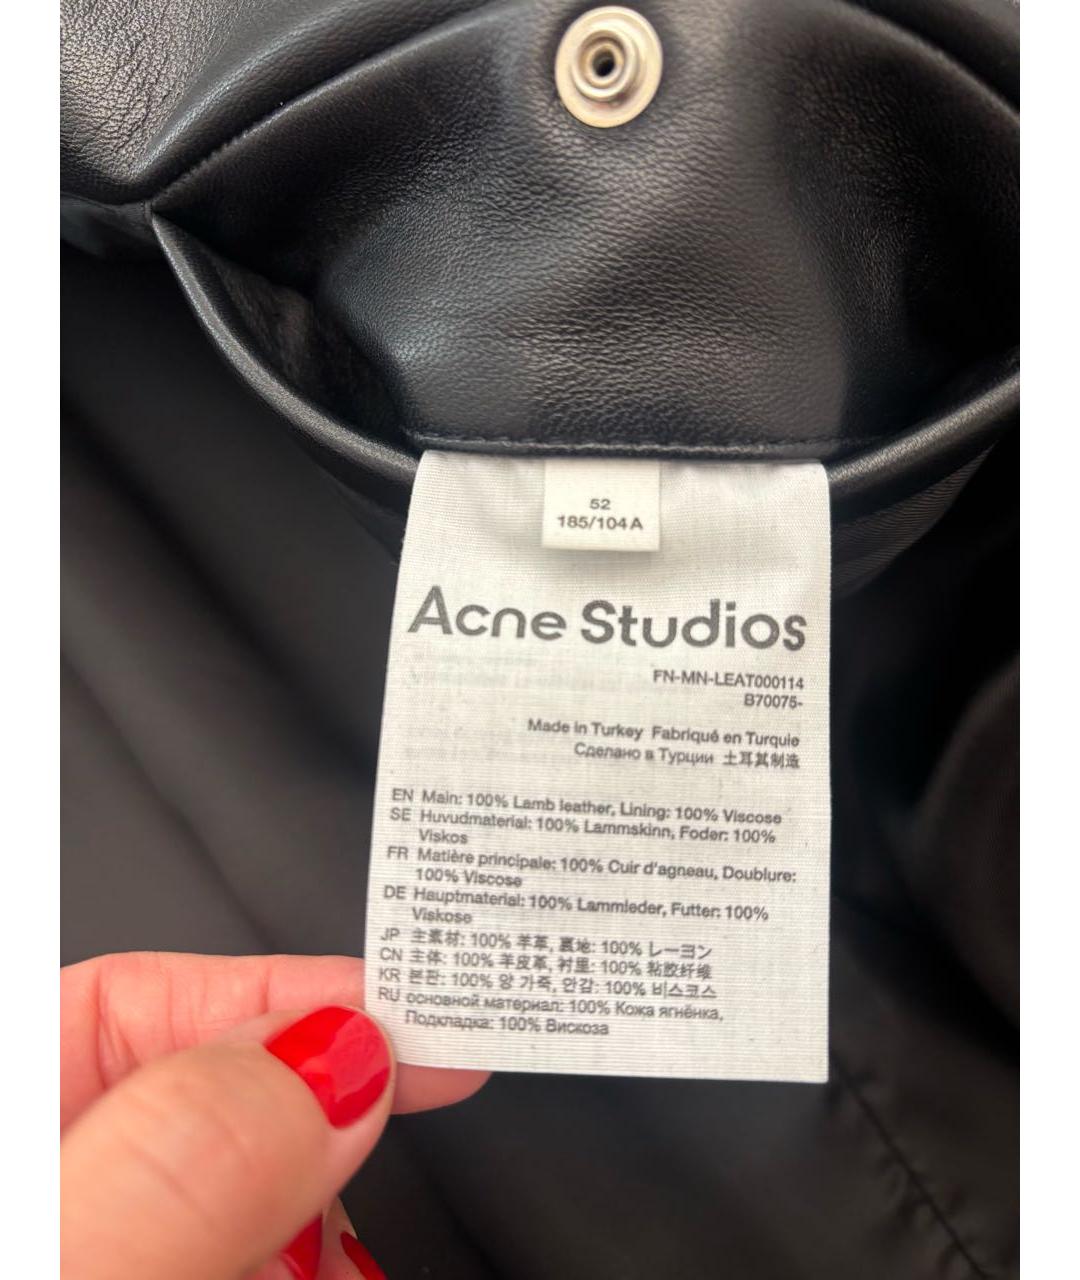 52
185/104A
Acne Studios
FN-MN-LEAT000114
B70075-
Made in Turkey Fabriqué en Turquie
Сделано в Турции 土耳其制造
EN Main: 100% Lamb leather, Lining: 100% Viscose
SE Huvudmaterial: 100% Lammskinn, Foder: 100%
Viskos
FR Matière principale: 100% Cuir d'agneau, Doublure:
100% Viscose
DE Hauptmaterial: 100% Lammleder, Futter: 100%
Viskose
JP 主素材: 100% 羊革, 裏地: 100% レーヨン
CN 主体: 100% 羊皮革, 衬里: 100% 粘胶纤维
KR 본판: 100% 양 가죽, 안감: 100% 비스코스
RU основной материал: 100% Кожа ягнёнка,
Подкладка: 100% Вискоза